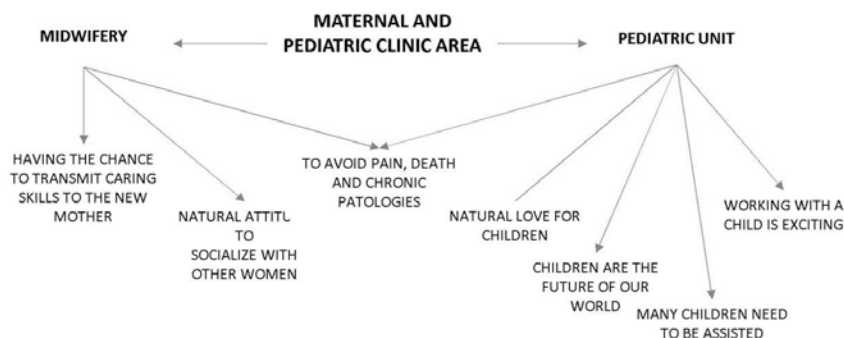 MATERNAL AND
PEDIATRIC CLINIC AREA
MIDWIFERY
PEDIATRIC UNIT
HAVING THE CHANCE
TO TRANSMIT CARING
SKILLS TO THE NEW
MOTHER
NATURAL ATTITU
TO
SOCIALIZE WITH
OTHER WOMEN
TO AVOID PAIN, DEATH
AND CHRONIC
PATOLOGIES
NATURAL LOVE FOR
CHILDREN
CHILDREN ARE THE
FUTURE OF OUR
WORLD
MANY CHILDREN NEED
TO BE ASSISTED
WORKING WITH A
CHILD IS EXCITING